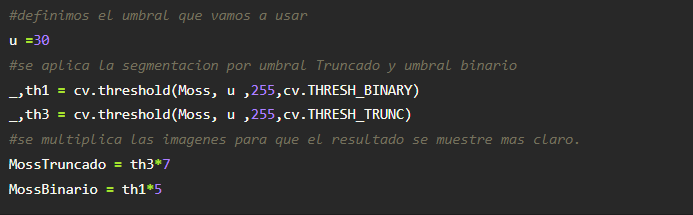 #definimos el umbral que vamos a usar
u =30
#se aplica la segmentacion por umbral Truncado y umbral binario
_,th1 = cv.threshold(Moss, u ,255,cv.THRESH_BINARY)
_,th3 = cv.threshold(Moss, u ,255,cv.THRESH_TRUNC)
#se multiplica las imagenes para que el resultado se muestre mas claro.
MossTruncado = th3*7
MossBinario = th1*5